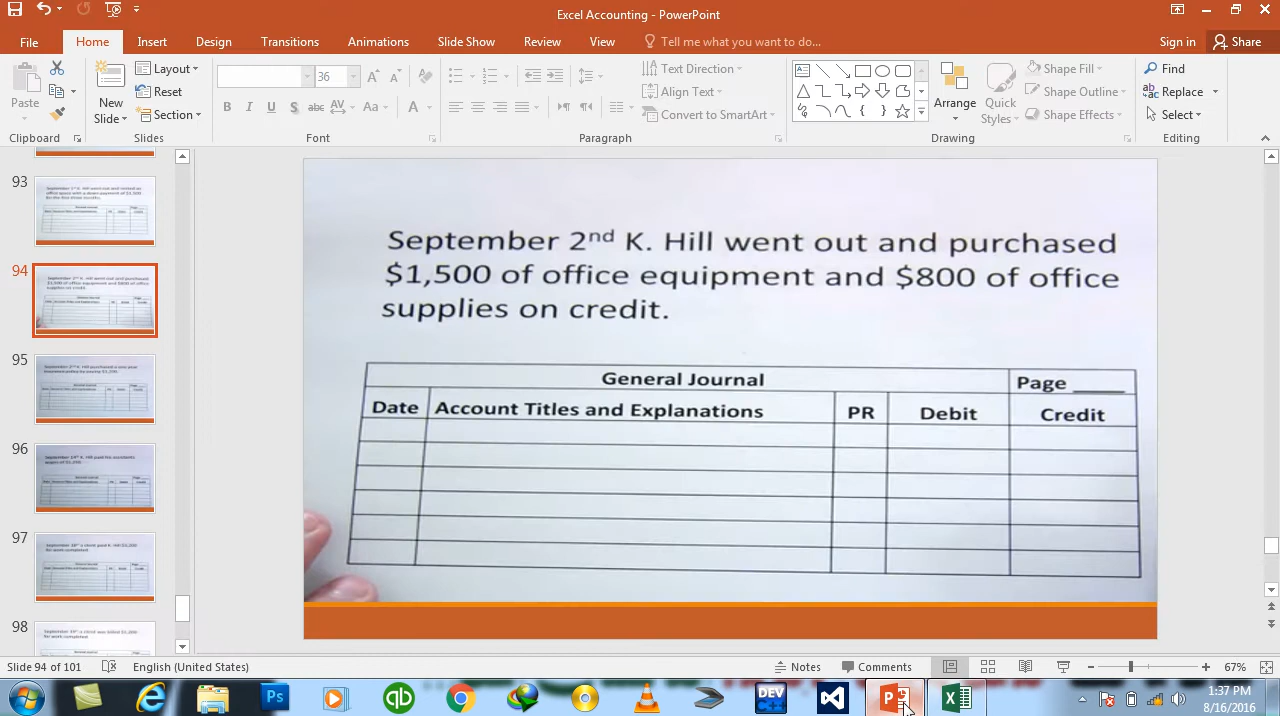 Excel Accounting - PowerPoint
File Home Insert Design Transitions Animations Slide Show Review View Tell me what you want to do... Sign in Share
Paste
New Slide
Layout
Reset
Section
36
Text Direction
Align Text
Convert to SmartArt
Arrange
Quick Styles
Shape Fill
Shape Outline
Shape Effects
Find
Replace
Select
Clipboard Slides Font Paragraph Drawing Editing
93
94
95
96
97
98
September 2nd K. Hill went out and purchased
$1,500 of office equipment and of office
supplies on credit.
General Journal Page ____
Date Account Titles and Explanations PR Debit Credit
Slide 94 of 101 English (United States) Notes Comments 67%
1:37 PM
8/16/2016